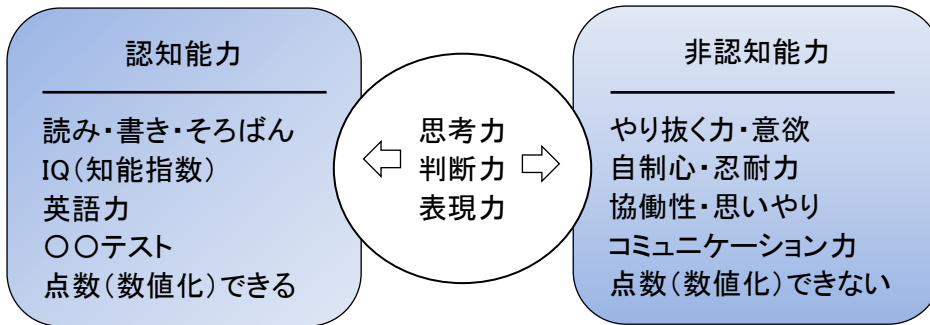 認知能力
読み・書き・そろばん
IQ(知能指数)
英語力
〇〇テスト
点数(数値化)できる
思考力
判断力
表現力
非認知能力
やり抜く力・意欲
自制心・忍耐力
協働性・思いやり
コミュニケーション力
点数(数値化)できない